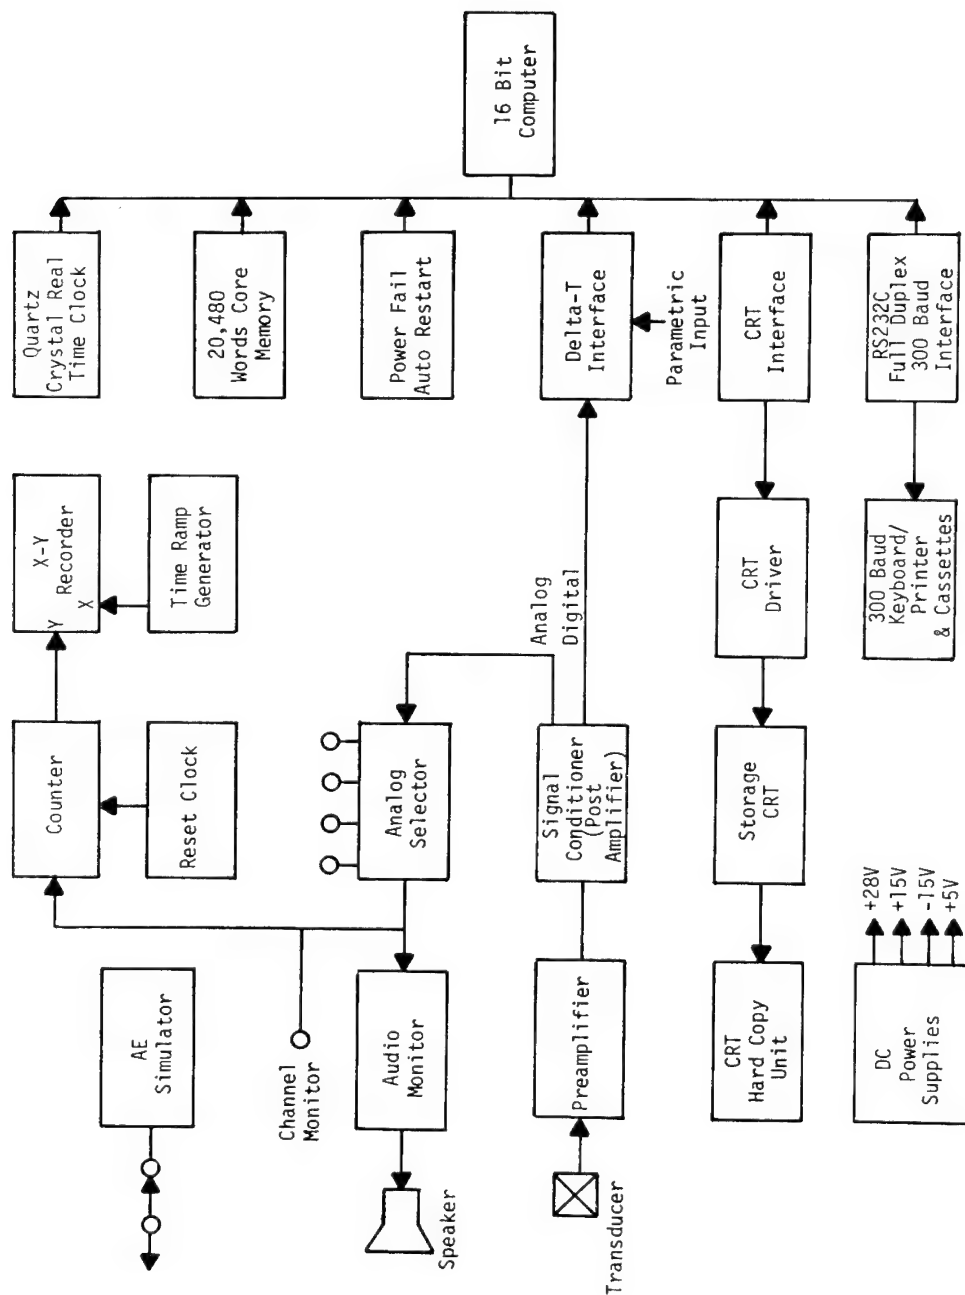 AE
Simulator
Counter
Reset Clock
Y
X-Y
Recorder
X
Time Ramp
Generator
Quartz
Crystal Real
Time Clock
20,480
Words Core
Memory
Power Fail
Auto Restart
16 Bit
Computer
Channel
Monitor
Speaker
Audio
Monitor
Analog
Selector
Analog
Digital
Transducer
Preamplifier
Signal
Conditioner
(Post
Amplifier)
Delta-T
Interface
Parametric
Input
CRT
Hard Copy
Unit
Storage
CRT
CRT
Driver
CRT
Interface
DC
Power
Supplies
+28V
+15V
-15V
+5V
300 Baud
Keyboard/
Printer
& Cassettes
RS232C
Full Duplex
300 Baud
Interface